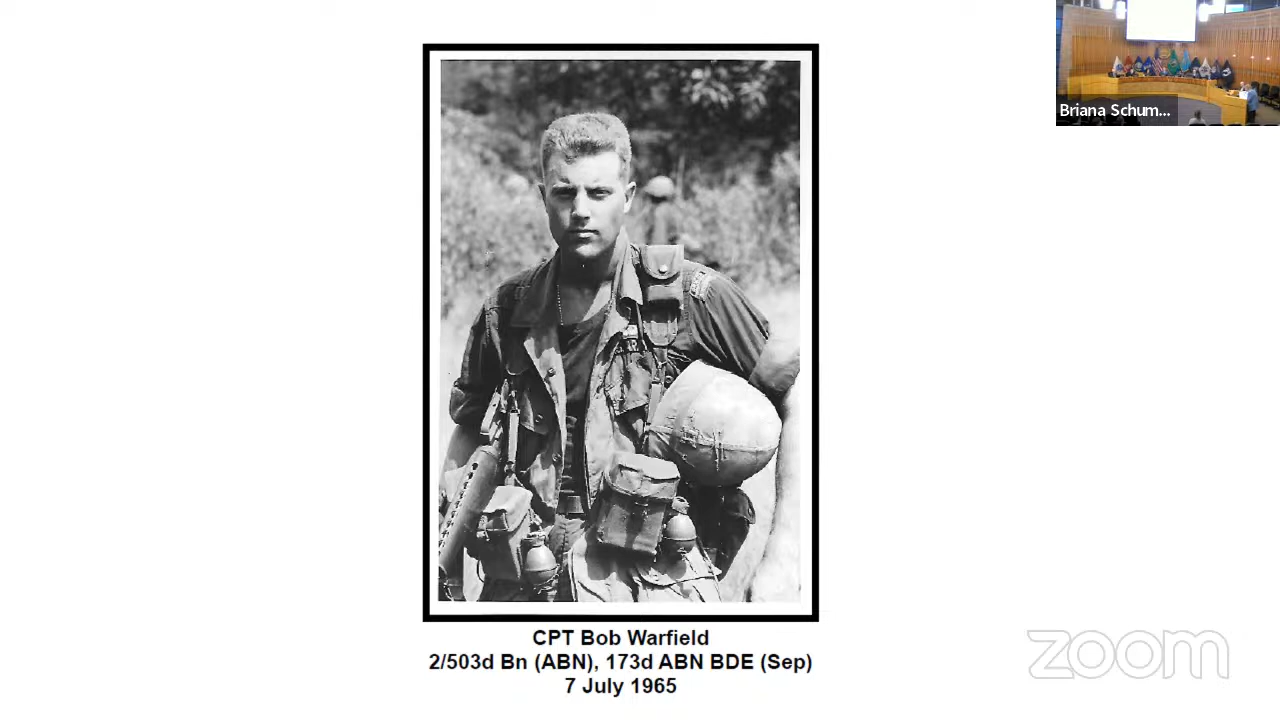 Briana Schum...
CPT Bob Warfield
2/503d Bn (ABN), 173d ABN BDE (Sep)
7 July 1965
zoom